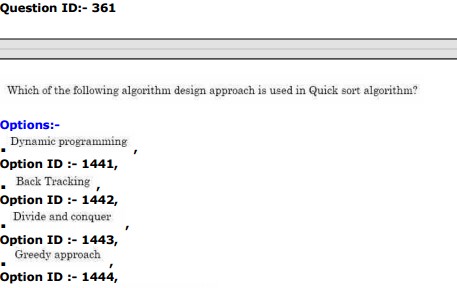 Question ID:- 361
Which of the following algorithm design approach is used in Quick sort algorithm?
Options:-
Dynamic programming ,
Option ID :- 1441,
Back Tracking ,
Option ID :- 1442,
Divide and conquer ,
Option ID :- 1443,
Greedy approach ,
Option ID :- 1444,